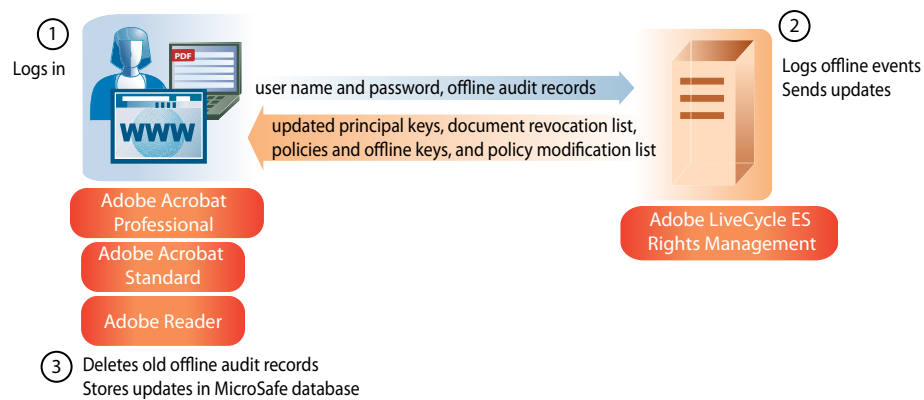 1
Logs in
PDF
WWW
user name and password, offline audit records
updated principal keys, document revocation list,
policies and offline keys, and policy modification list
2
Logs offline events
Sends updates
Adobe Acrobat
Professional
Adobe Acrobat
Standard
Adobe Reader
Adobe LiveCycle ES
Rights Management
3
Deletes old offline audit records
Stores updates in MicroSafe database